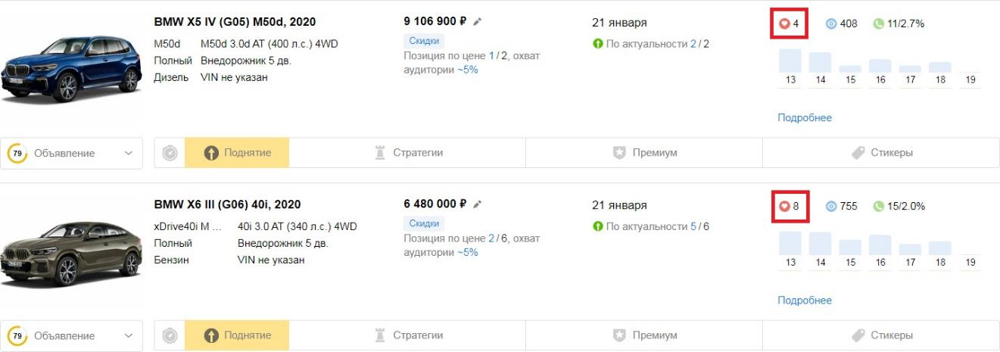 BMW X5 IV (G05) M50d, 2020
9 106 900 ₽
21 января
4
408
11/2.7%
M50d
M50d 3.0d AT (400 л.с.) 4WD
Скидки
По актуальности 2 / 2
Полный
Внедорожник 5 дв.
Позиция по цене 1 / 2, охват
аудитории ~5%
Дизель
VIN не указан
13 14 15 16 17 18 19
Подробнее
79
Объявление
Поднятие
Стратегии
Премиум
Стикеры
BMW X6 III (G06) 40i, 2020
6 480 000 ₽
21 января
8
755
15/2.0%
xDrive40i M ...
40i 3.0 AT (340 л.с.) 4WD
Скидки
По актуальности 5 / 6
Полный
Внедорожник 5 дв.
Позиция по цене 2 / 6, охват
аудитории ~5%
Бензин
VIN не указан
13 14 15 16 17 18 19
Подробнее
79
Объявление
Поднятие
Стратегии
Премиум
Стикеры